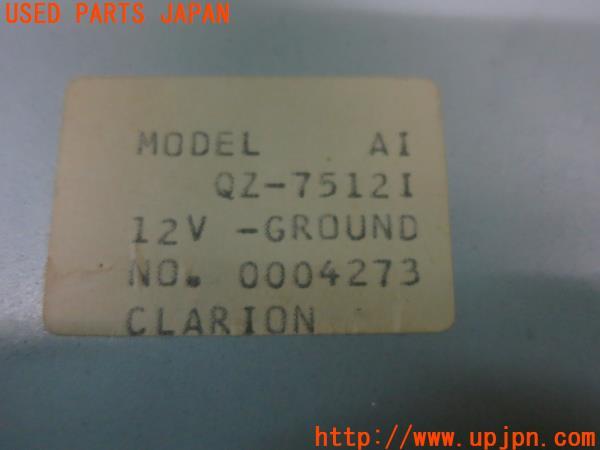 USED PARTS JAPAN
MODEL AI
QZ-7512I
12V -GROUND
NO. 0004273
CLARION
http://www.upjpn.com